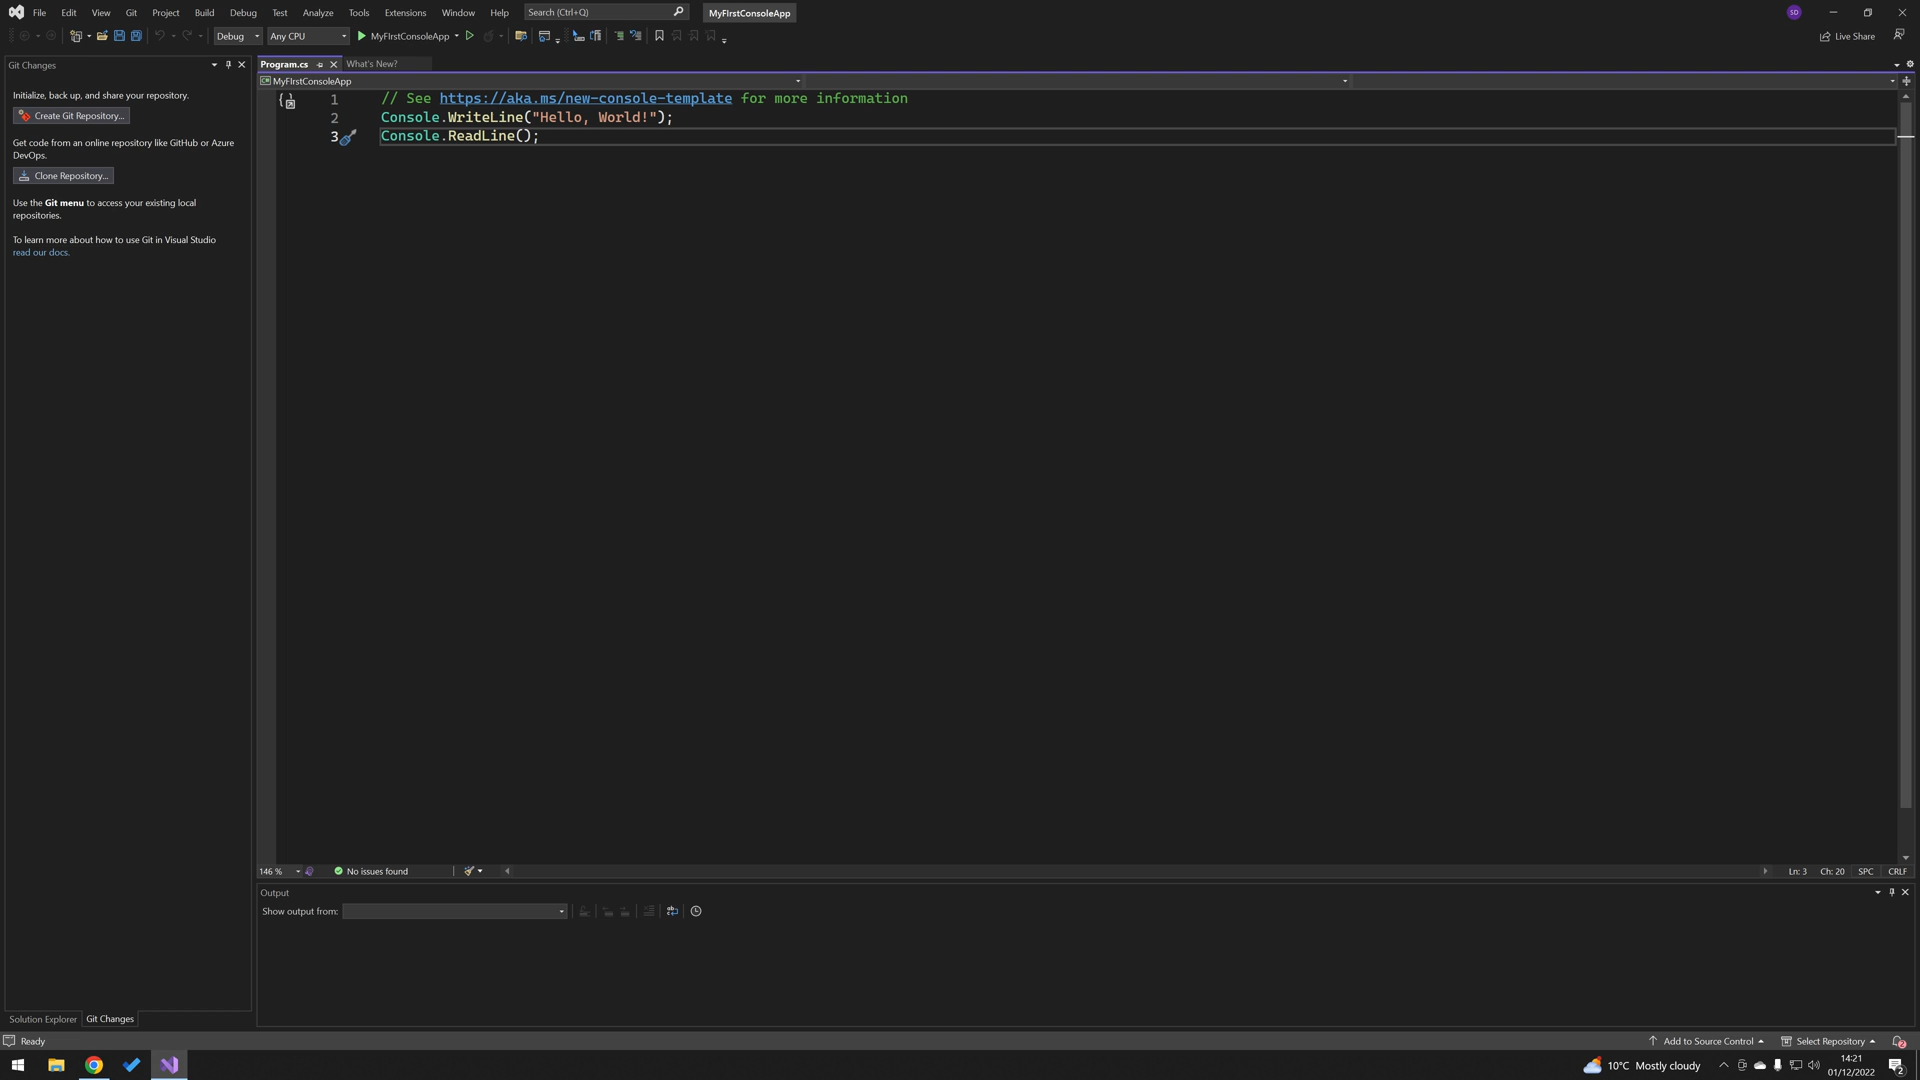 File Edit View Git Project Build Debug Test Analyze Tools Extensions Window Help Search (Ctrl+Q) MyFIrstConsoleApp SD
Debug Any CPU MyFIrstConsoleApp Live Share
Git Changes
Initialize, back up, and share your repository.
Create Git Repository...
Get code from an online repository like GitHub or Azure
DevOps.
Clone Repository...
Use the Git menu to access your existing local
repositories.
To learn more about how to use Git in Visual Studio
read our docs.
Solution Explorer Git Changes
Program.cs What's New?
MyFIrstConsoleApp
1 // See https://aka.ms/new-console-template for more information
2 Console.WriteLine("Hello, World!");
3 Console.ReadLine();
146 % No issues found Ln: 3 Ch: 20 SPC CRLF
Output
Show output from:
Ready Add to Source Control Select Repository 2
10°C Mostly cloudy 14:21
01/12/2022 2